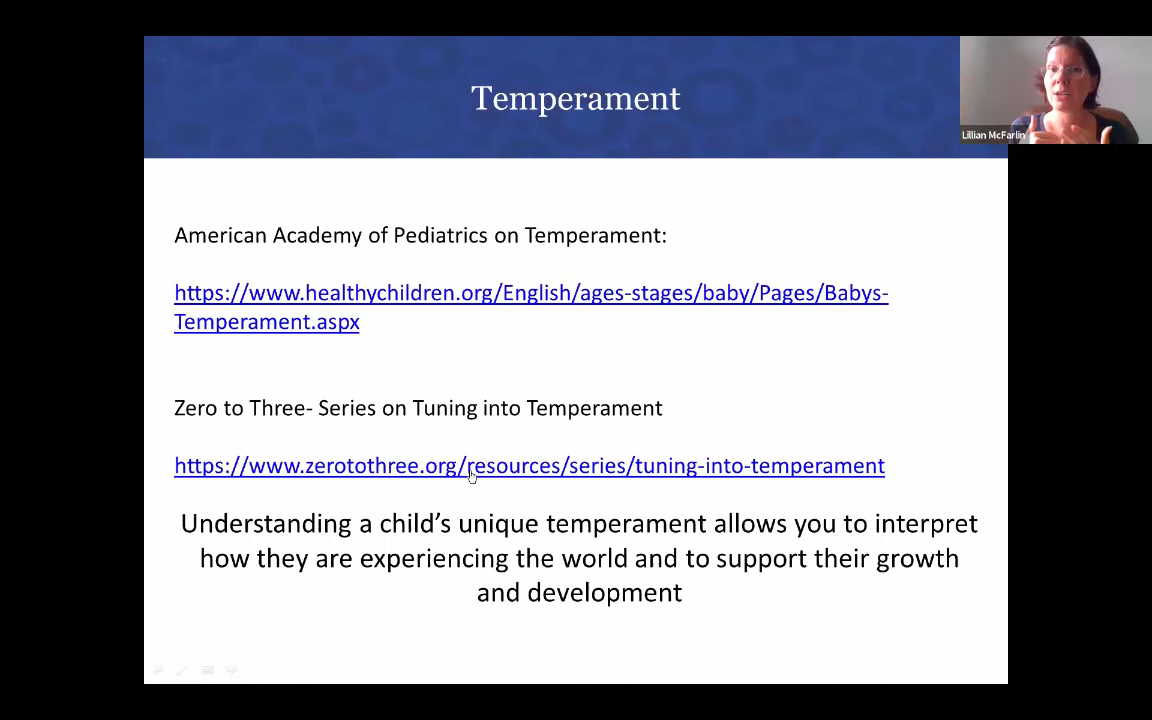 Temperament
Lillian McFarlin
American Academy of Pediatrics on Temperament:
https://www.healthychildren.org/English/ages-stages/baby/Pages/Babys-
Temperament.aspx
Zero to Three- Series on Tuning into Temperament
https://www.zerotothree.org/resources/series/tuning-into-temperament
Understanding a child’s unique temperament allows you to interpret
how they are experiencing the world and to support their growth
and development